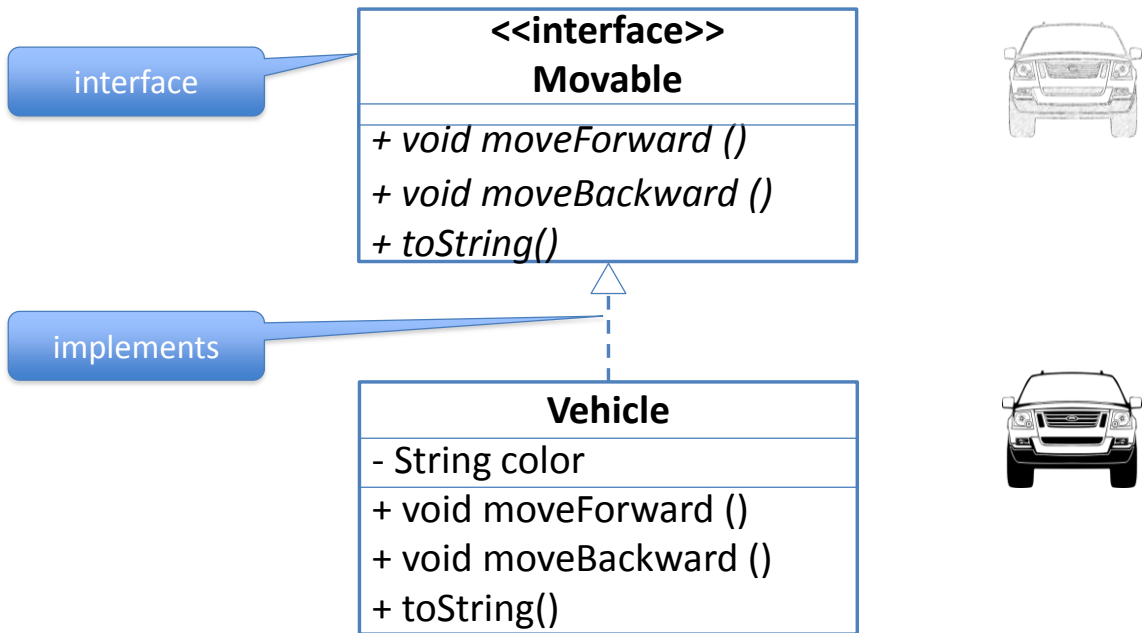 interface
<<interface>>
Movable
+ void moveForward ()
+ void moveBackward ()
+ toString()
implements
Vehicle
- String color
+ void moveForward ()
+ void moveBackward ()
+ toString()